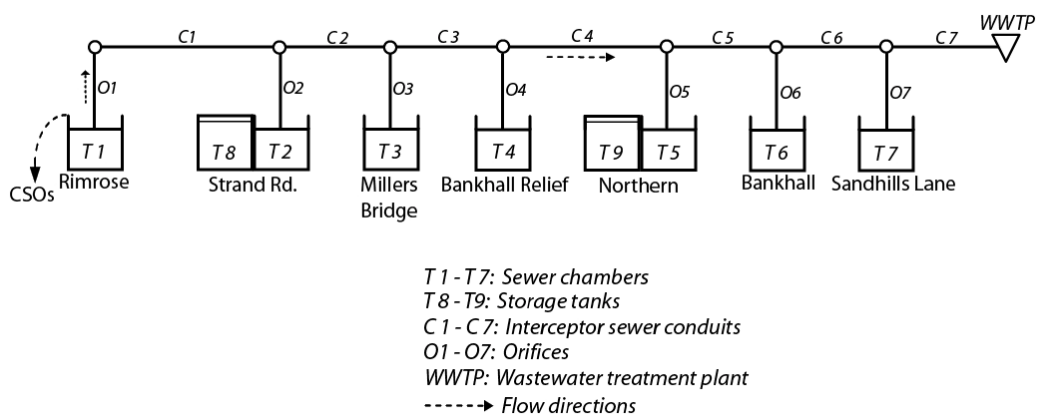 WWTP
C1 C2 C3 C4 C5 C6 C7
O1 O2 O3 O4 O5 O6 O7
T1 T8 T2 T3 T4 T9 T5 T6 T7
CSOs
Rimrose Strand Rd. Millers Bankhall Relief Northern Bankhall Sandhills Lane
Bridge
T1-T7: Sewer chambers
T8-T9: Storage tanks
C1-C7: Interceptor sewer conduits
O1-O7: Orifices
WWTP: Wastewater treatment plant
Flow directions